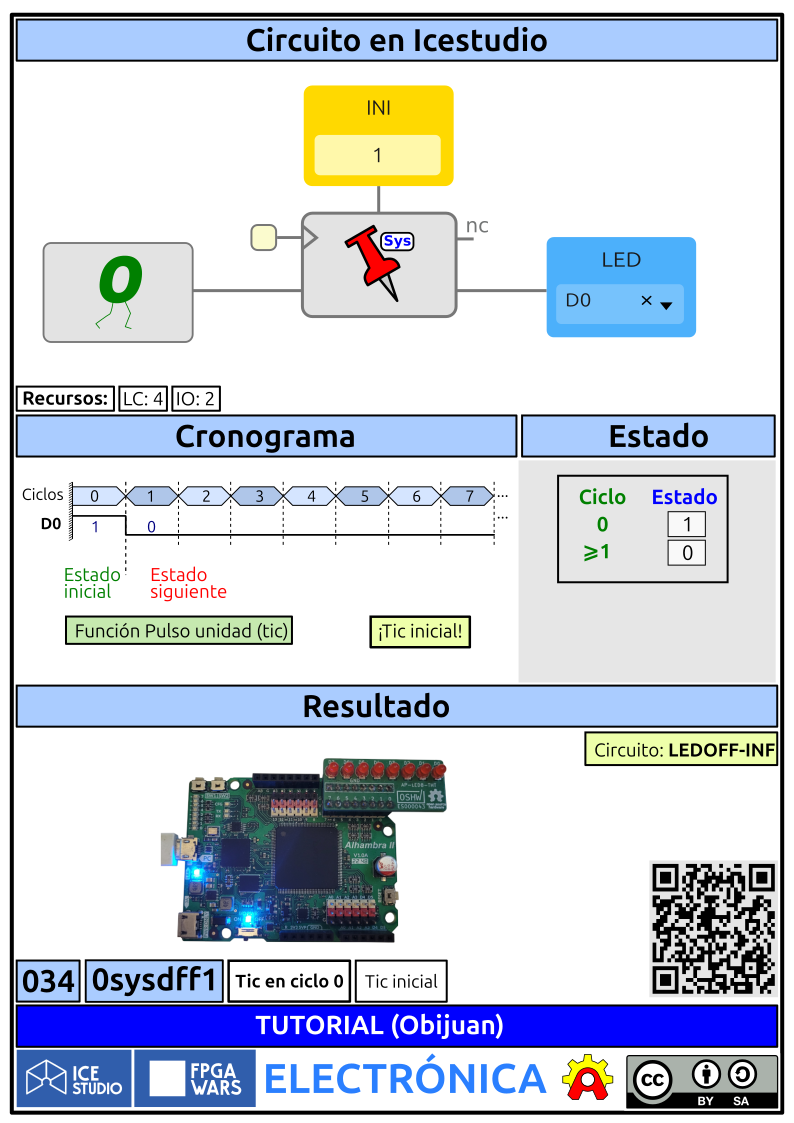 Circuito en Icestudio
INI
1
Sys
nc
0
LED
D0 × ▼
Recursos: LC: 4 IO: 2
Cronograma
Estado
Ciclos 0 1 2 3 4 5 6 7 ...
D0 1 0 ...
Estado
inicial
Estado
siguiente
Función Pulso unidad (tic)
¡Tic inicial!
Ciclo Estado
0 1
⩾1 0
Resultado
Circuito: LEDOFF-INF
Alhambra II
034 0sysdff1 Tic en ciclo 0 Tic inicial
TUTORIAL (Obijuan)
ICE
STUDIO
FPGA
WARS
ELECTRÓNICA
cc
BY SA